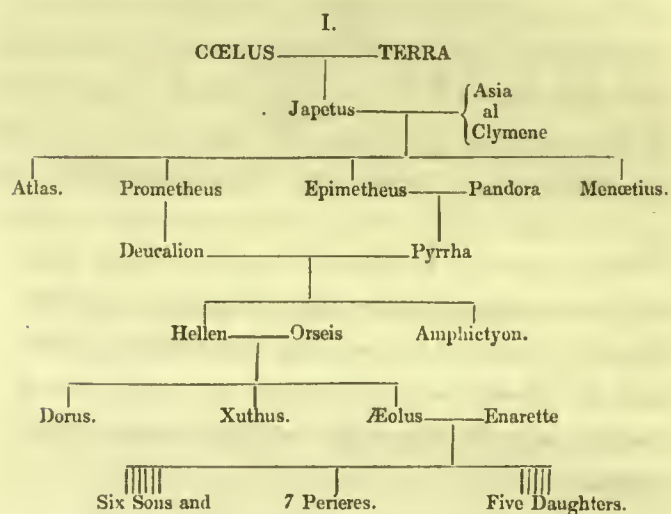 I.
CŒLUS TERRA
Japetus { Asia
al
Clymene
Atlas. Prometheus Epimetheus Pandora Menœtius.
Deucalion Pyrrha
Hellen Orseis Amphictyon.
Dorus. Xuthus. Æolus Enarette
Six Sons and 7 Perieres. Five Daughters.